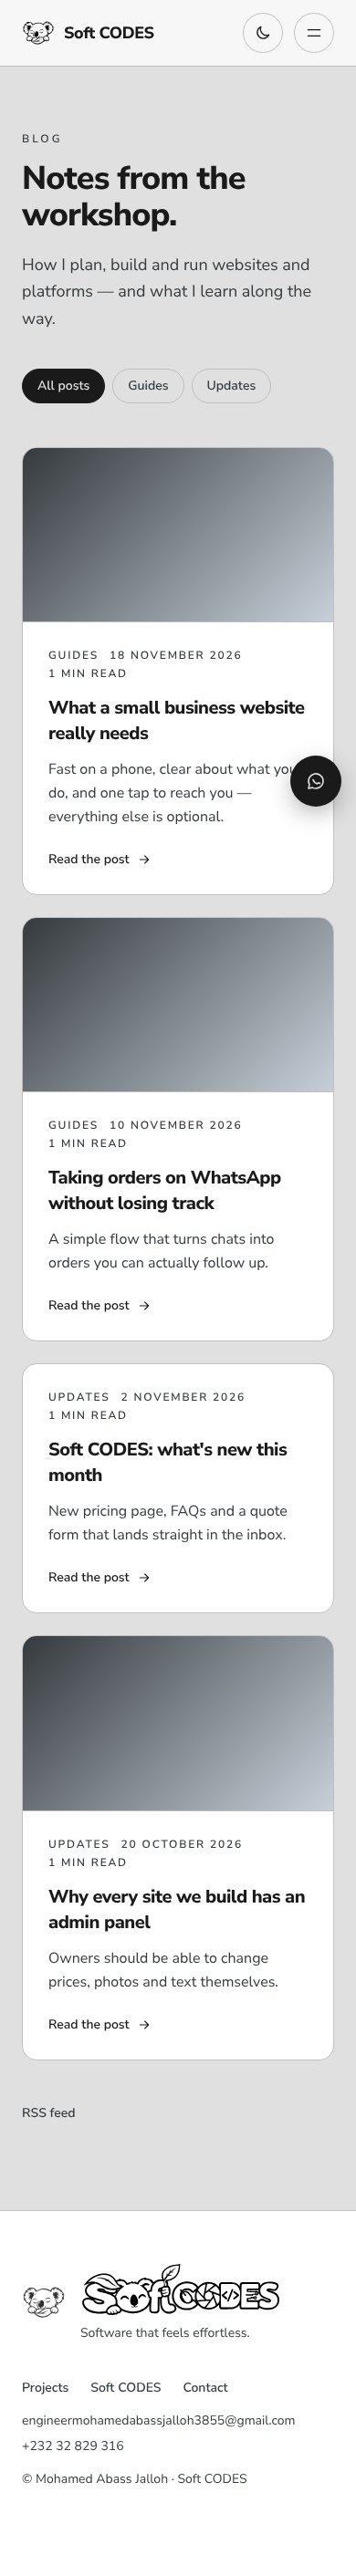 Soft CODES
BLOG
Notes from the
workshop.
How I plan, build and run websites and
platforms — and what I learn along the
way.
All posts Guides Updates
GUIDES 18 NOVEMBER 2026
1 MIN READ
What a small business website
really needs
Fast on a phone, clear about what you
do, and one tap to reach you —
everything else is optional.
Read the post →
GUIDES 10 NOVEMBER 2026
1 MIN READ
Taking orders on WhatsApp
without losing track
A simple flow that turns chats into
orders you can actually follow up.
Read the post →
UPDATES 2 NOVEMBER 2026
1 MIN READ
Soft CODES: what's new this
month
New pricing page, FAQs and a quote
form that lands straight in the inbox.
Read the post →
UPDATES 20 OCTOBER 2026
1 MIN READ
Why every site we build has an
admin panel
Owners should be able to change
prices, photos and text themselves.
Read the post →
RSS feed
SoftCODES
Software that feels effortless.
Projects Soft CODES Contact
engineermohamedabassjalloh3855@gmail.com
+232 32 829 316
© Mohamed Abass Jalloh · Soft CODES